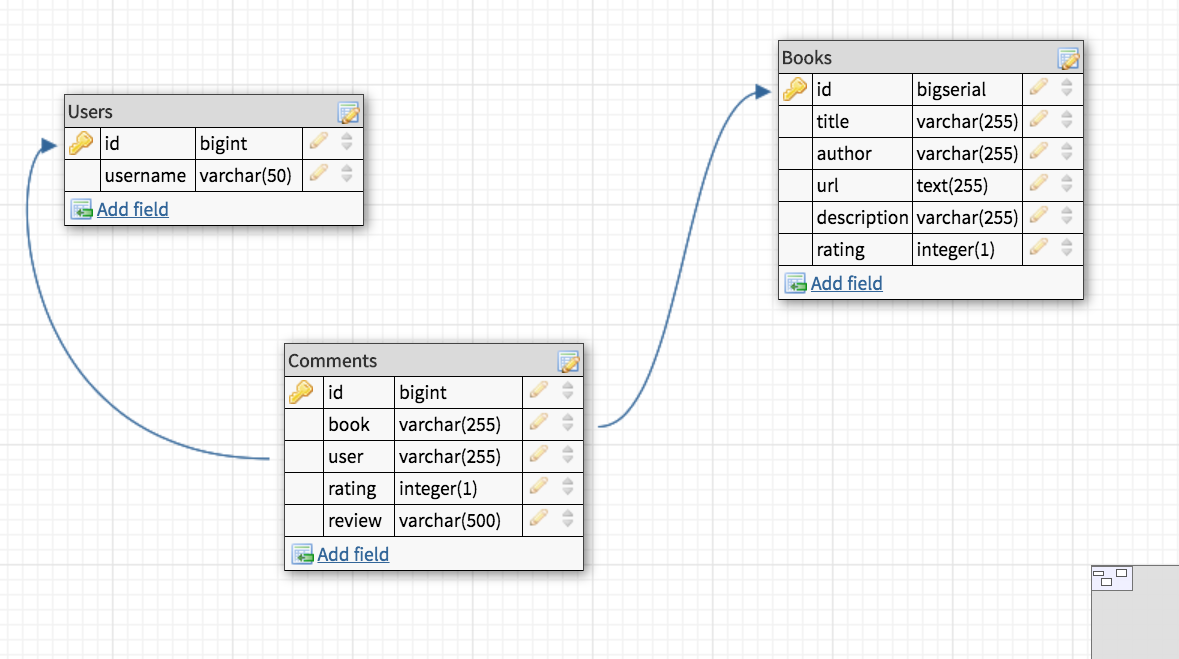 Users
id bigint
username varchar(50)
Add field
Books
id bigserial
title varchar(255)
author varchar(255)
url text(255)
description varchar(255)
rating integer(1)
Add field
Comments
id bigint
book varchar(255)
user varchar(255)
rating integer(1)
review varchar(500)
Add field